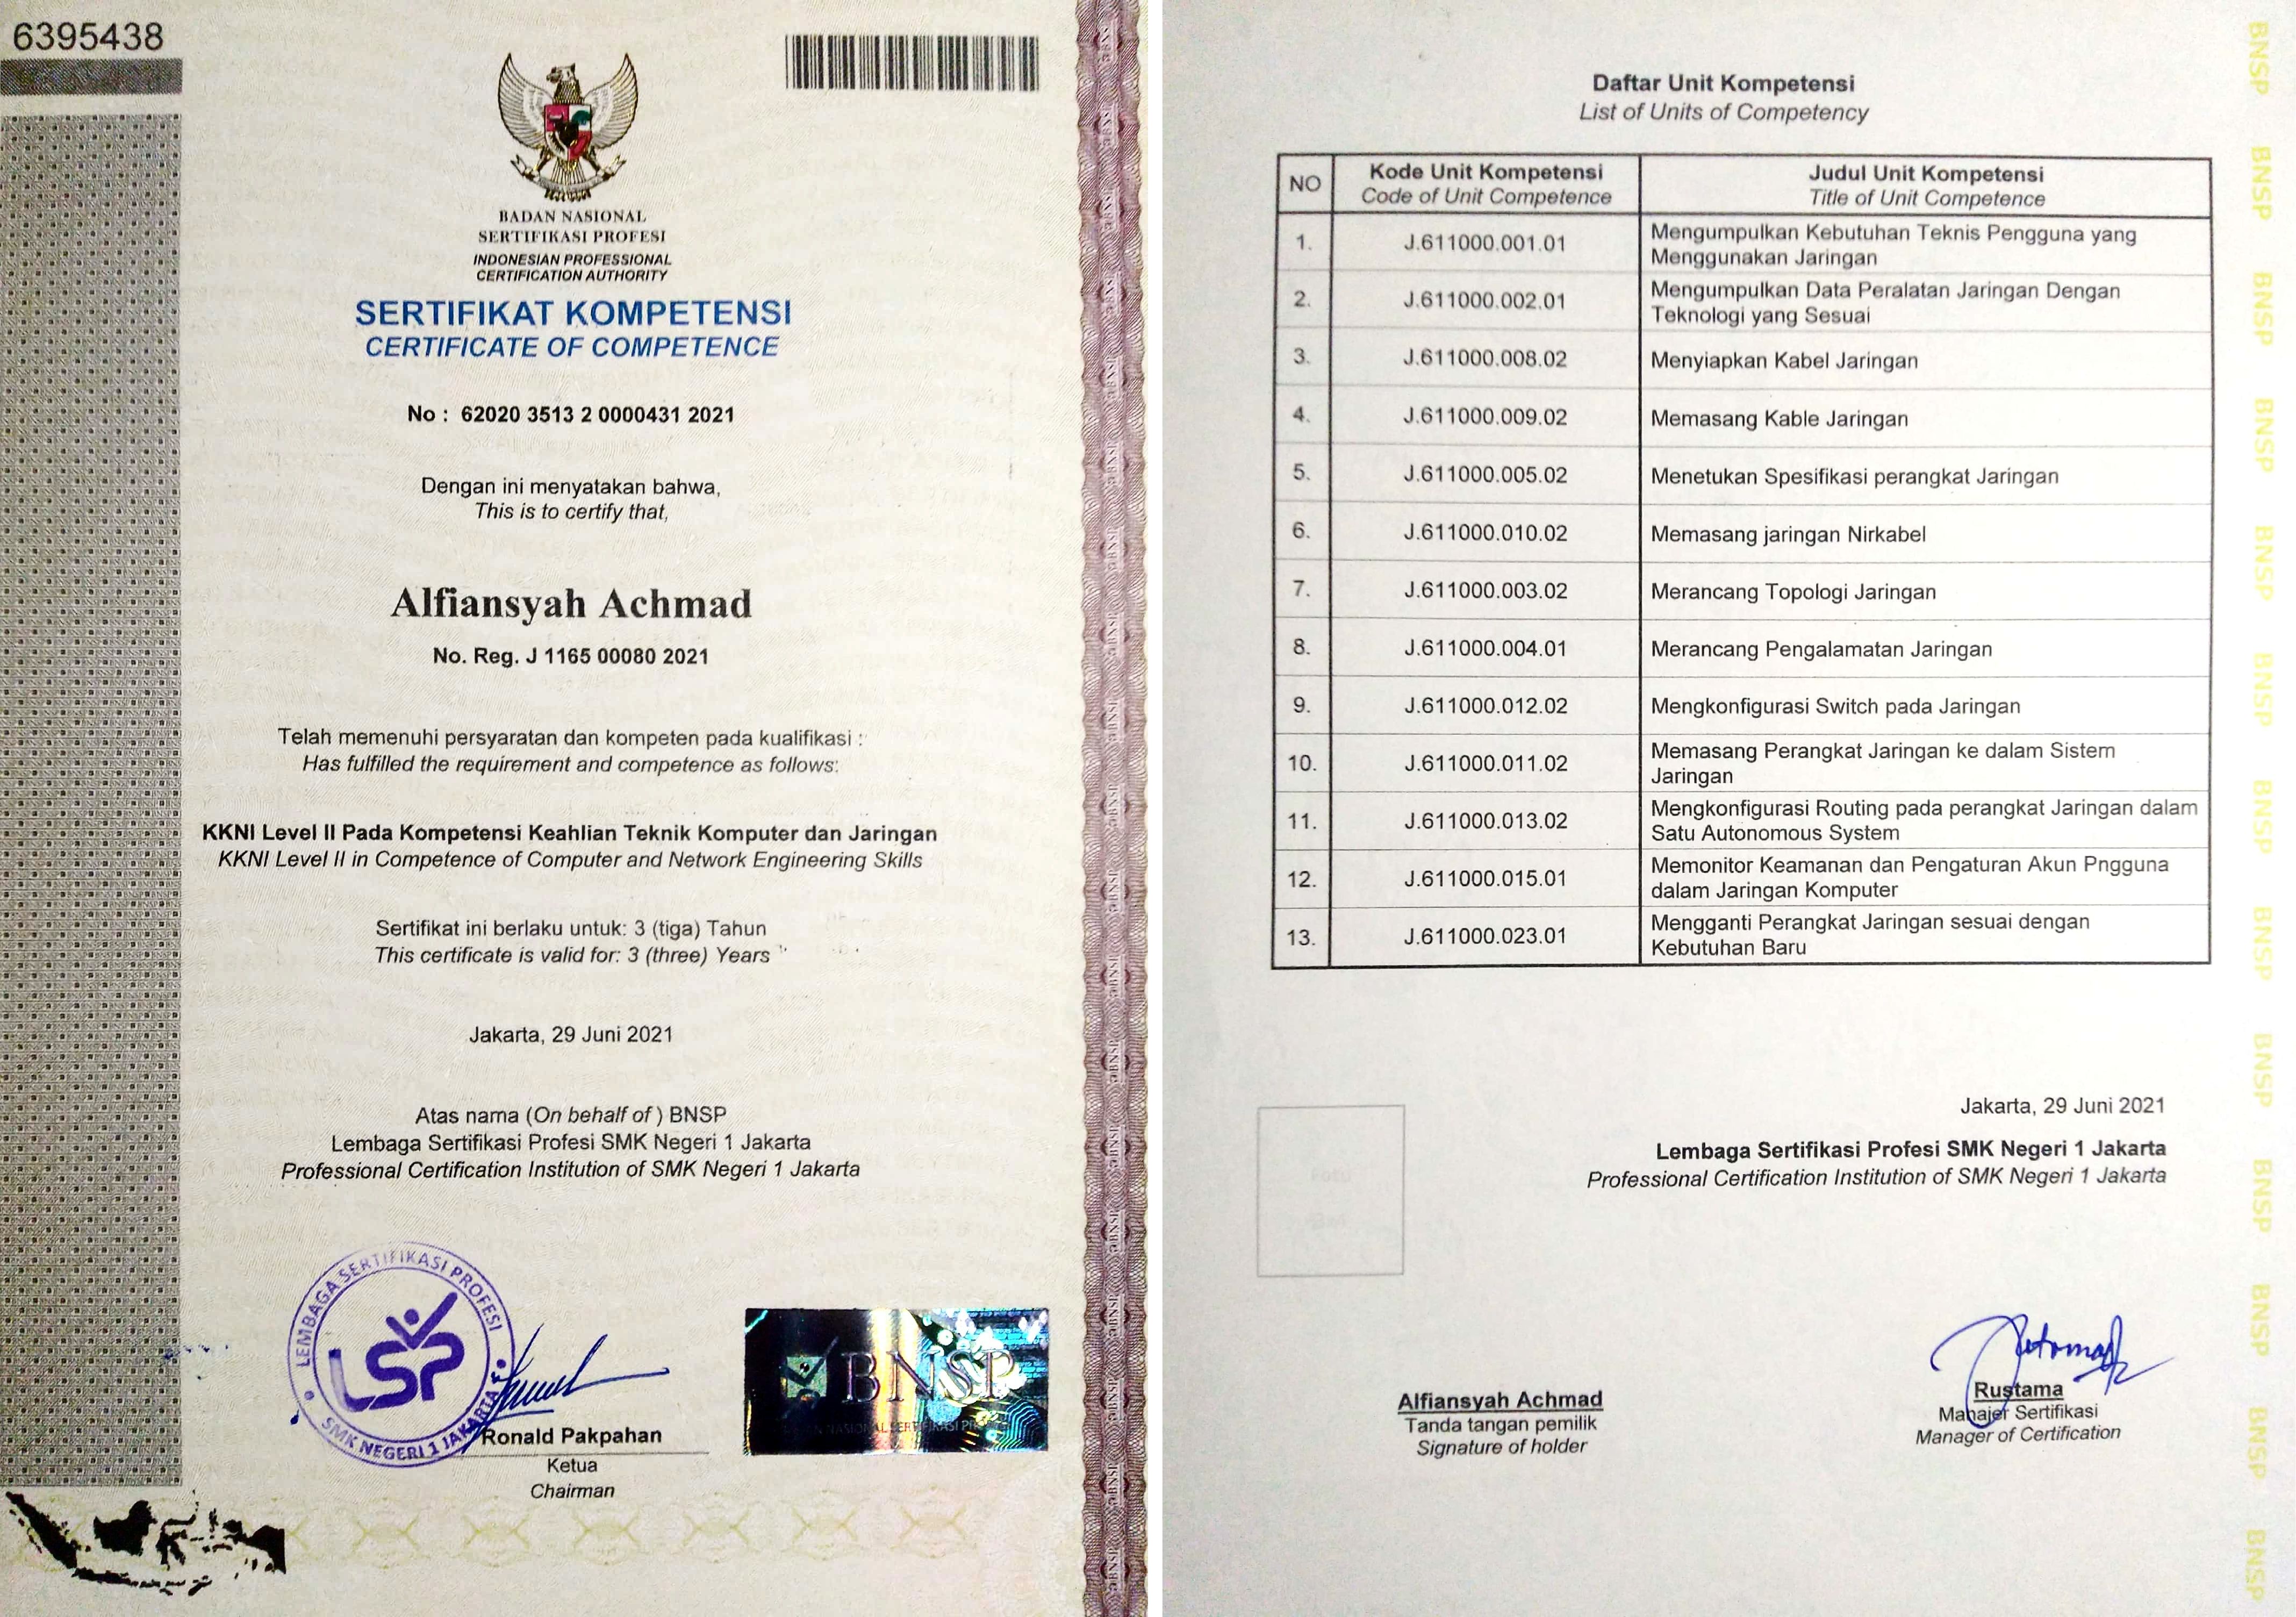 6395438
BADAN NASIONAL
SERTIFIKASI PROFESI
INDONESIAN PROFESSIONAL
CERTIFICATION AUTHORITY
SERTIFIKAT KOMPETENSI
CERTIFICATE OF COMPETENCE
No : 62020 3513 2 0000431 2021
Dengan ini menyatakan bahwa,
This is to certify that,
Alfiansyah Achmad
No. Reg. J 1165 00080 2021
Telah memenuhi persyaratan dan kompeten pada kualifikasi :
Has fulfilled the requirement and competence as follows:
KKNI Level II Pada Kompetensi Keahlian Teknik Komputer dan Jaringan
KKNI Level II in Competence of Computer and Network Engineering Skills
Sertifikat ini berlaku untuk: 3 (tiga) Tahun
This certificate is valid for: 3 (three) Years
Jakarta, 29 Juni 2021
Atas nama (On behalf of ) BNSP
Lembaga Sertifikasi Profesi SMK Negeri 1 Jakarta
Professional Certification Institution of SMK Negeri 1 Jakarta
LEMBAGA SERTIFIKASI PROFESI
LSP
SMK NEGERI 1 JAKARTA
Ronald Pakpahan
Ketua
Chairman
BNSP
Daftar Unit Kompetensi
List of Units of Competency
NO Kode Unit Kompetensi Judul Unit Kompetensi
Code of Unit Competence Title of Unit Competence
1. J.611000.001.01 Mengumpulkan Kebutuhan Teknis Pengguna yang
Menggunakan Jaringan
2. J.611000.002.01 Mengumpulkan Data Peralatan Jaringan Dengan
Teknologi yang Sesuai
3. J.611000.008.02 Menyiapkan Kabel Jaringan
4. J.611000.009.02 Memasang Kable Jaringan
5. J.611000.005.02 Menetukan Spesifikasi perangkat Jaringan
6. J.611000.010.02 Memasang jaringan Nirkabel
7. J.611000.003.02 Merancang Topologi Jaringan
8. J.611000.004.01 Merancang Pengalamatan Jaringan
9. J.611000.012.02 Mengkonfigurasi Switch pada Jaringan
10. J.611000.011.02 Memasang Perangkat Jaringan ke dalam Sistem
Jaringan
11. J.611000.013.02 Mengkonfigurasi Routing pada perangkat Jaringan dalam
Satu Autonomous System
12. J.611000.015.01 Memonitor Keamanan dan Pengaturan Akun Pngguna
dalam Jaringan Komputer
13. J.611000.023.01 Mengganti Perangkat Jaringan sesuai dengan
Kebutuhan Baru
Jakarta, 29 Juni 2021
Lembaga Sertifikasi Profesi SMK Negeri 1 Jakarta
Professional Certification Institution of SMK Negeri 1 Jakarta
Alfiansyah Achmad
Tanda tangan pemilik
Signature of holder
Rustama
Manajer Sertifikasi
Manager of Certification
BNSP BNSP BNSP BNSP BNSP BNSP BNSP BNSP BNSP BNSP BNSP BNSP BNSP